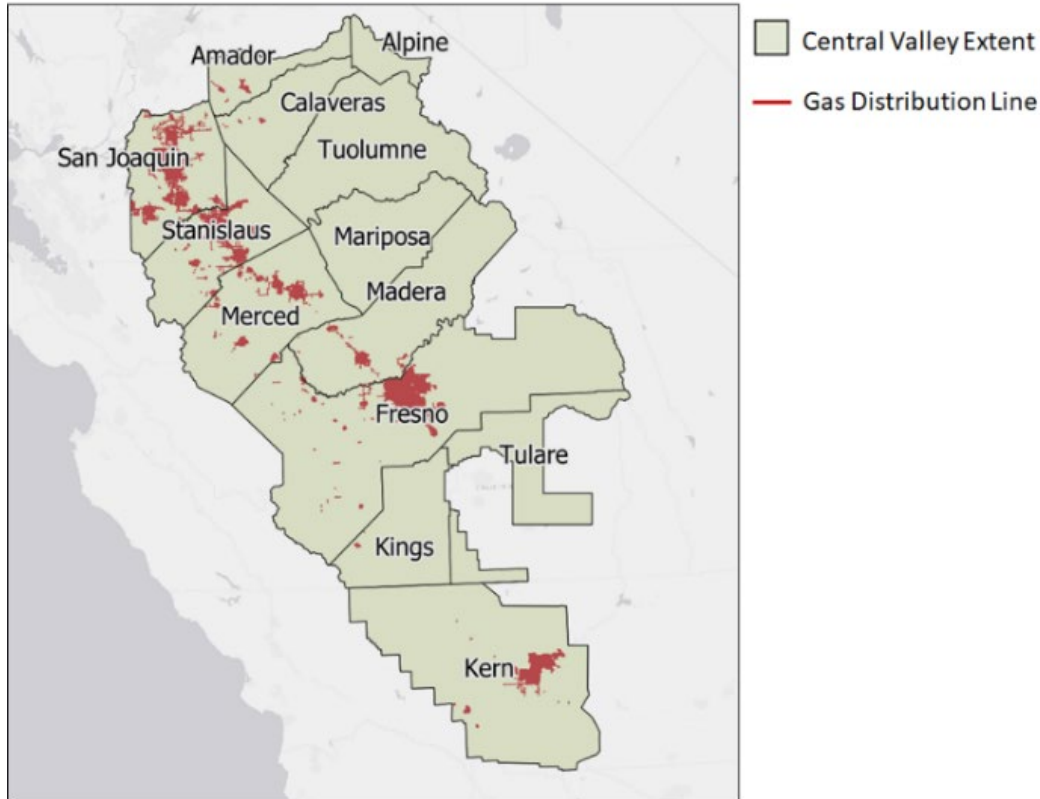 Amador
Alpine
Calaveras
Tuolumne
San Joaquin
Stanislaus
Mariposa
Madera
Merced
Fresno
Tulare
Kings
Kern
Central Valley Extent
Gas Distribution Line